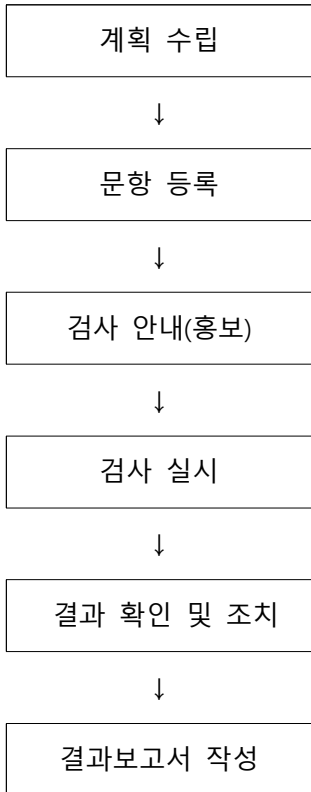 계획 수립
↓
문항 등록
↓
검사 안내(홍보)
↓
검사 실시
↓
결과 확인 및 조치
↓
결과보고서 작성